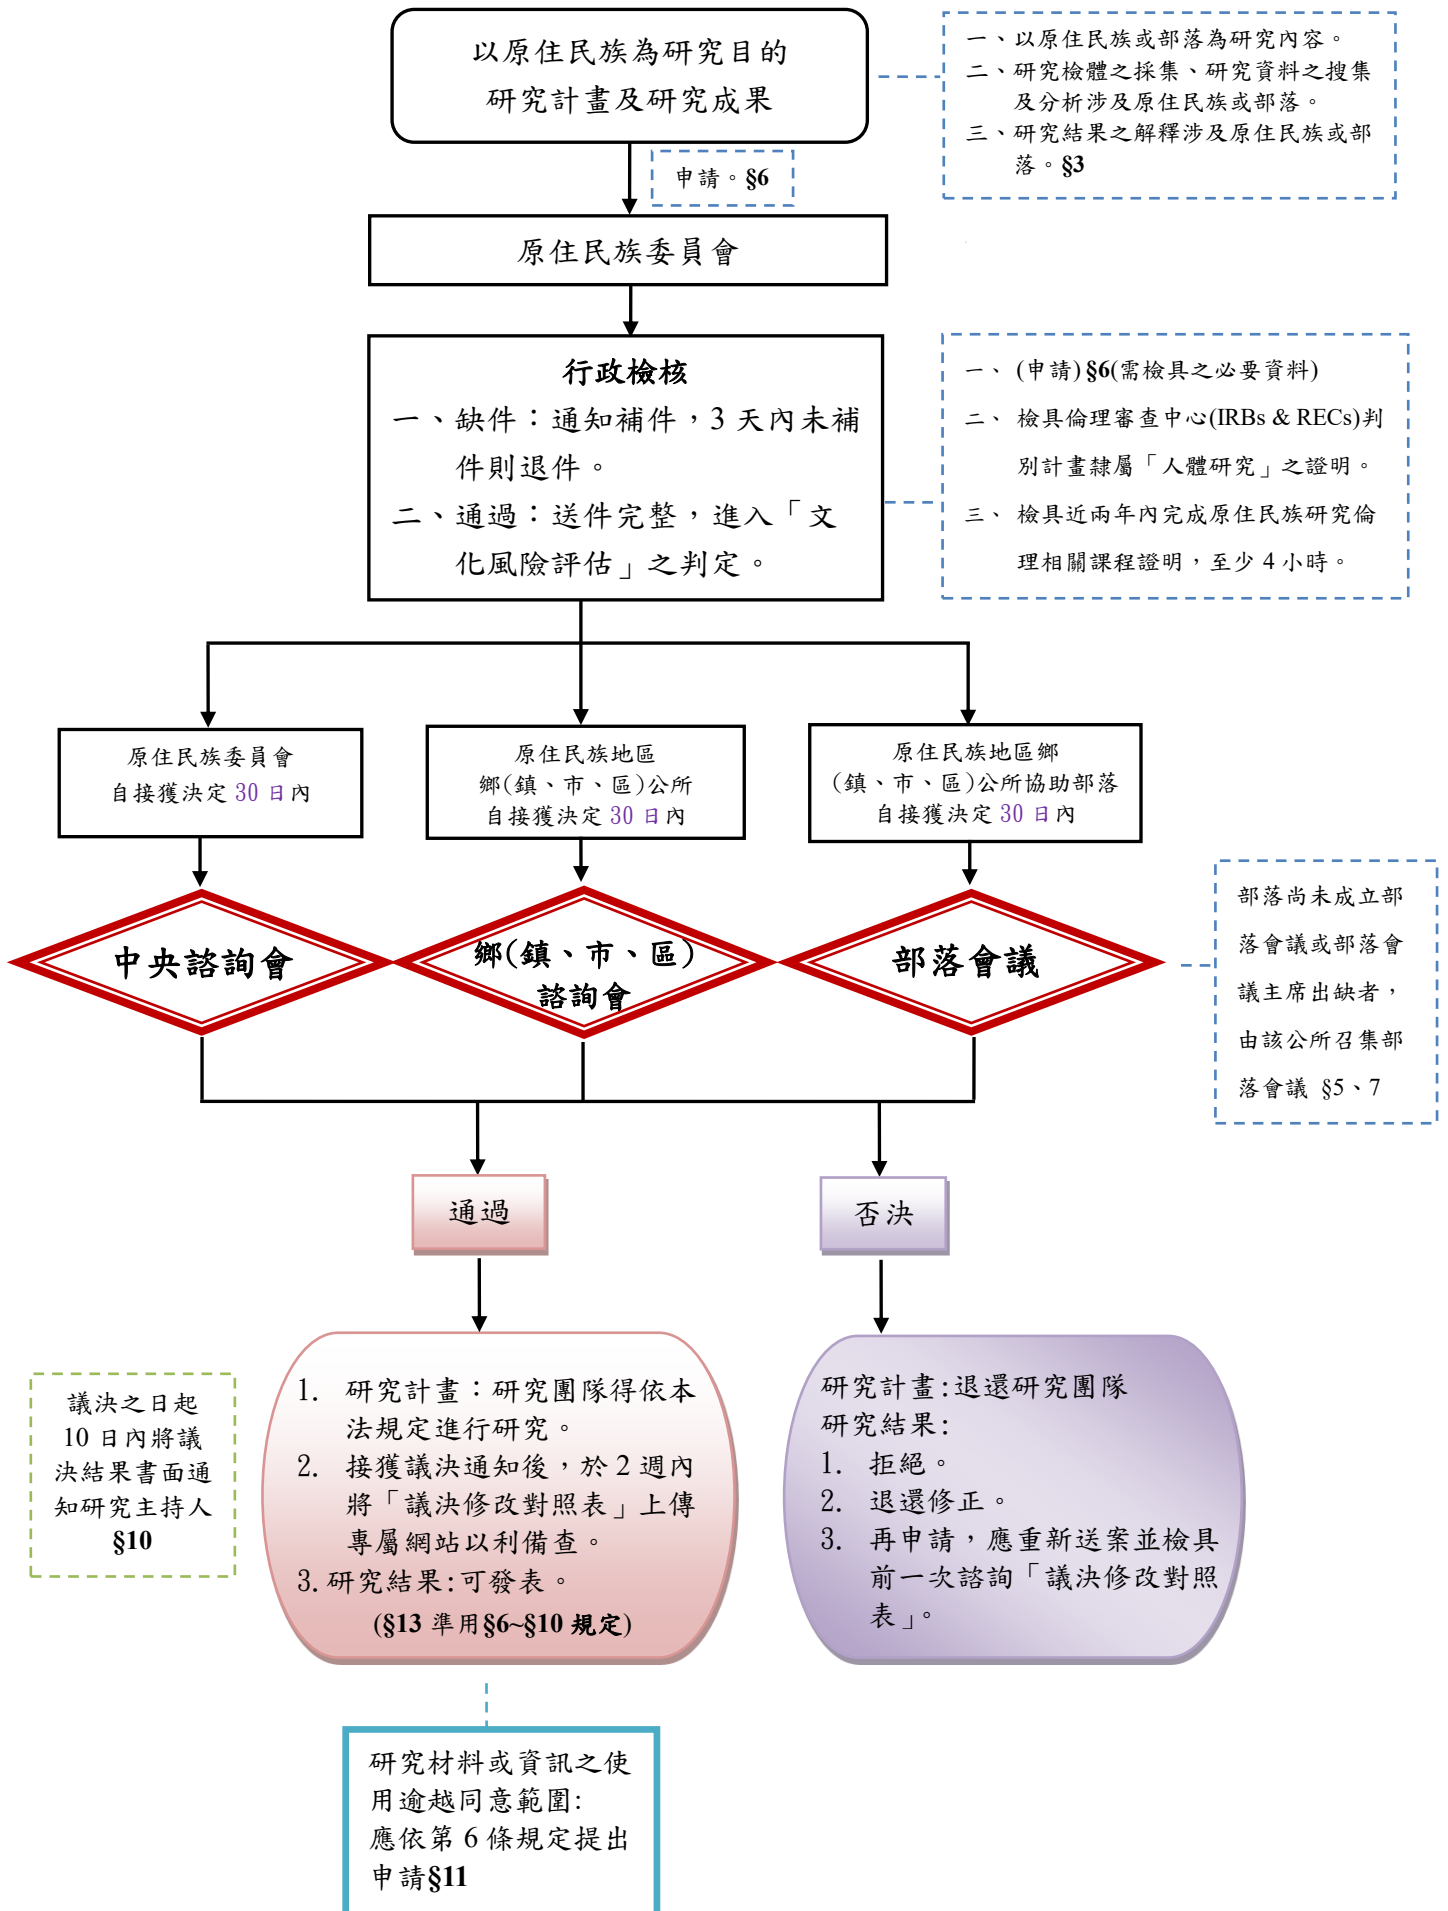 以原住民族為研究目的
研究計畫及研究成果
一、以原住民族或部落為研究內容。
二、研究檢體之採集、研究資料之搜集
及分析涉及原住民族或部落。
三、研究結果之解釋涉及原住民族或部
落。§3
申請。§6
原住民族委員會
行政檢核
一、缺件：通知補件，3 天內未補
件則退件。
二、通過：送件完整，進入「文
化風險評估」之判定。
一、 (申請) §6(需檢具之必要資料)
二、 檢具倫理審查中心(IRBs & RECs)判
別計畫隸屬「人體研究」之證明。
三、 檢具近兩年內完成原住民族研究倫
理相關課程證明，至少 4 小時。
原住民族委員會
自接獲決定 30 日內
原住民族地區
鄉(鎮、市、區)公所
自接獲決定 30 日內
原住民族地區鄉
(鎮、市、區)公所協助部落
自接獲決定 30 日內
中央諮詢會
鄉(鎮、市、區)
諮詢會
部落會議
部落尚未成立部
落會議或部落會
議主席出缺者，
由該公所召集部
落會議 §5、7
通過
否決
議決之日起
10 日內將議
決結果書面通
知研究主持人
§10
1. 研究計畫：研究團隊得依本
法規定進行研究。
2. 接獲議決通知後，於 2 週內
將「議決修改對照表」上傳
專屬網站以利備查。
3.研究結果:可發表。
(§13 準用§6~§10 規定)
研究計畫:退還研究團隊
研究結果:
1. 拒絕。
2. 退還修正。
3. 再申請，應重新送案並檢具
前一次諮詢「議決修改對照
表」。
研究材料或資訊之使
用逾越同意範圍:
應依第 6 條規定提出
申請§11